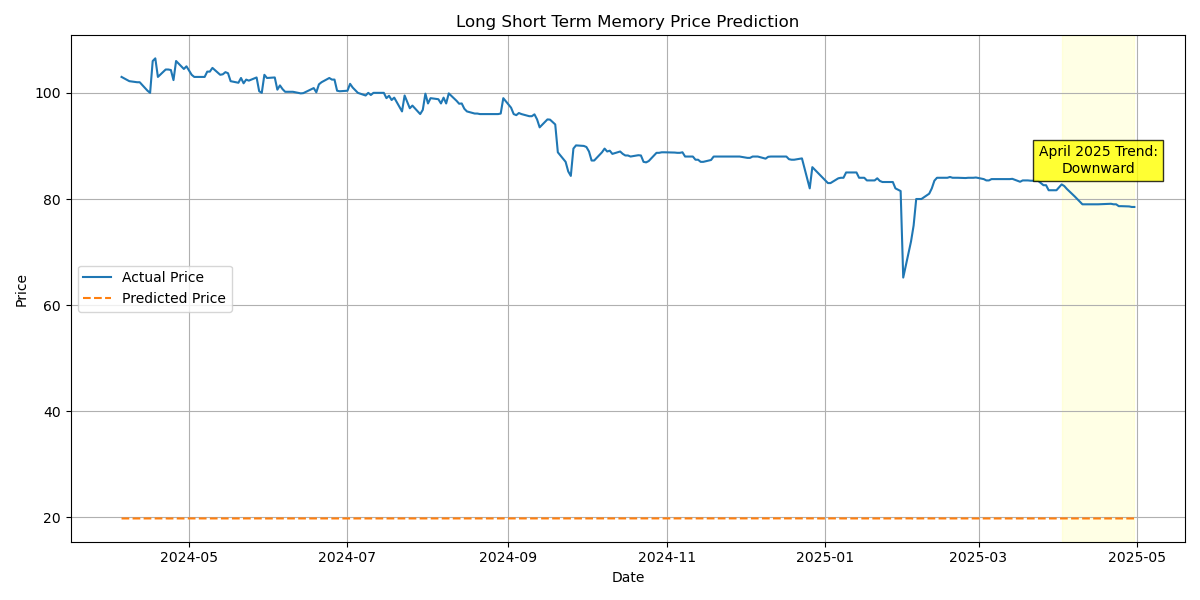 Long Short Term Memory Price Prediction
Price
100
80
60
40
20
April 2025 Trend:
Downward
Actual Price
Predicted Price
2024-05
2024-07
2024-09
2024-11
2025-01
2025-03
2025-05
Date